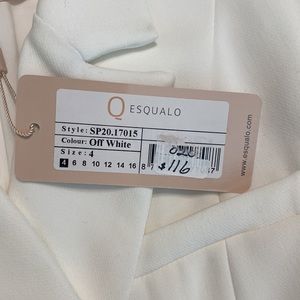 Q ESQUALO
Style: SP20.17015
Colour: Off White
Size: 4
4 6 8 10 12 14 16
$116
www.esqualo.com